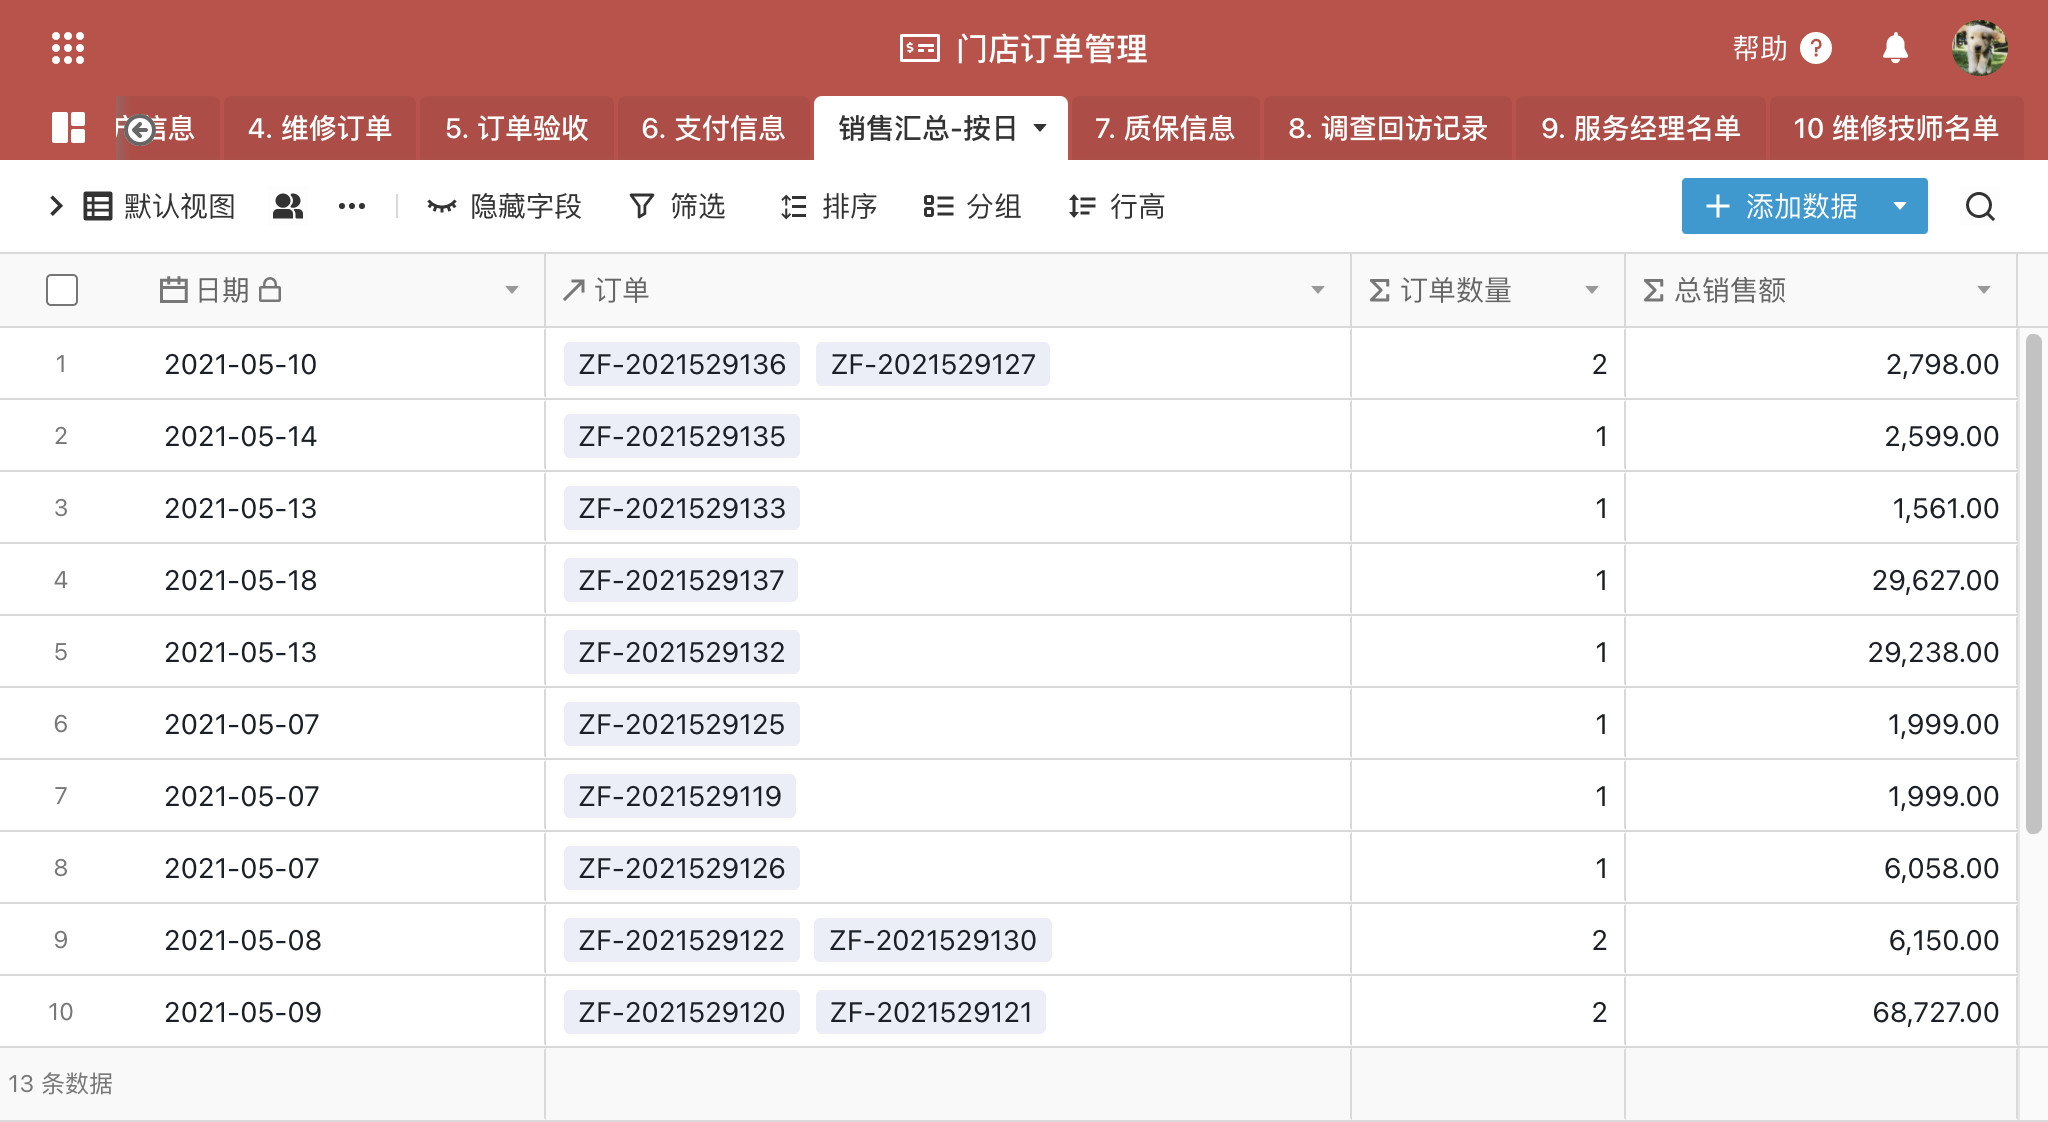 门店订单管理
帮助
信息 4. 维修订单 5. 订单验收 6. 支付信息 销售汇总-按日 7. 质保信息 8. 调查回访记录 9. 服务经理名单 10 维修技师名单
默认视图 隐藏字段 筛选 排序 分组 行高 添加数据
日期 订单 订单数量 总销售额
1 2021-05-10 ZF-2021529136 ZF-2021529127 2 2,798.00
2 2021-05-14 ZF-2021529135 1 2,599.00
3 2021-05-13 ZF-2021529133 1 1,561.00
4 2021-05-18 ZF-2021529137 1 29,627.00
5 2021-05-13 ZF-2021529132 1 29,238.00
6 2021-05-07 ZF-2021529125 1 1,999.00
7 2021-05-07 ZF-2021529119 1 1,999.00
8 2021-05-07 ZF-2021529126 1 6,058.00
9 2021-05-08 ZF-2021529122 ZF-2021529130 2 6,150.00
10 2021-05-09 ZF-2021529120 ZF-2021529121 2 68,727.00
13 条数据